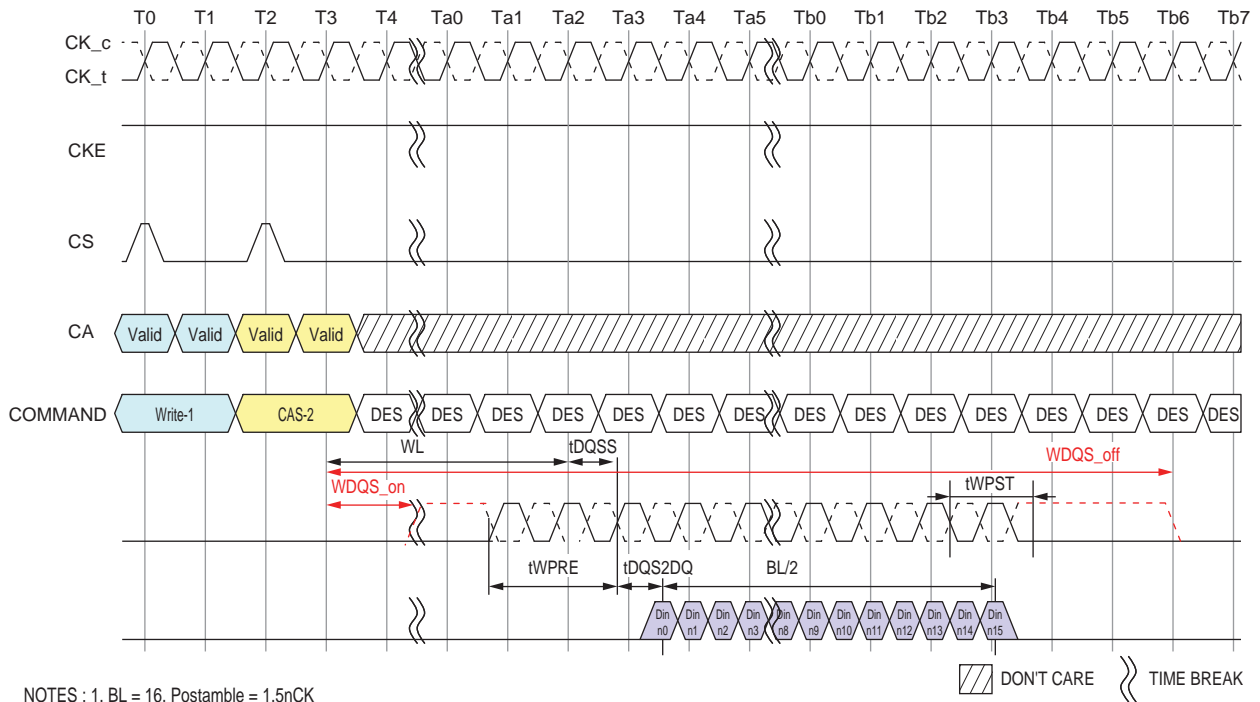 T0 T1 T2 T3 T4 Ta0 Ta1 Ta2 Ta3 Ta4 Ta5 Tb0 Tb1 Tb2 Tb3 Tb4 Tb5 Tb6 Tb7
CK_c
CK_t
CKE
CS
CA Valid Valid Valid Valid
COMMAND Write-1 CAS-2 DES DES DES DES DES DES DES DES DES DES DES DES DES DES DES
WL tDQSS
WDQS_off
WDQS_on
tWPST
tWPRE tDQS2DQ BL/2
Din n0 Din n1 Din n2 Din n3 Din n8 Din n9 Din n10 Din n11 Din n12 Din n13 Din n14 Din n15
DON'T CARE TIME BREAK
NOTES : 1. BL = 16, Postamble = 1.5nCK